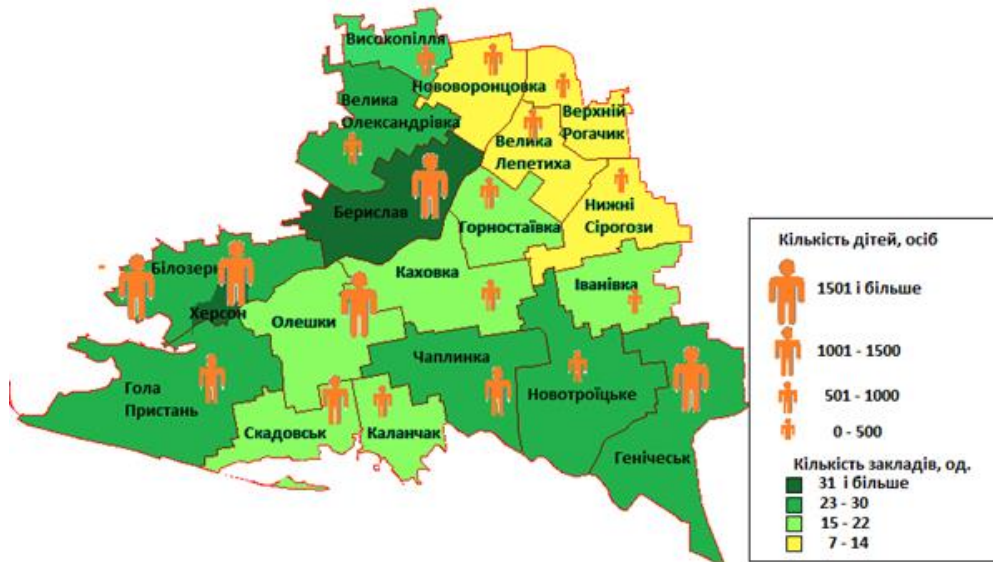 Високопілля
Нововоронцовка
Велика
Олександрівка
Верхній
Рогачик
Велика
Лепетиха
Берислав
Горностаївка
Нижні
Сірогози
Білозерк
Каховка
Іванівка
Херсон
Олешки
Чаплинка
Гола
Пристань
Новотроїцьке
Скадовськ
Каланчак
Генічеськ
Кількість дітей, осіб
1501 і більше
1001 - 1500
501 - 1000
0 - 500
Кількість закладів, од.
31 і більше
23 - 30
15 - 22
7 - 14